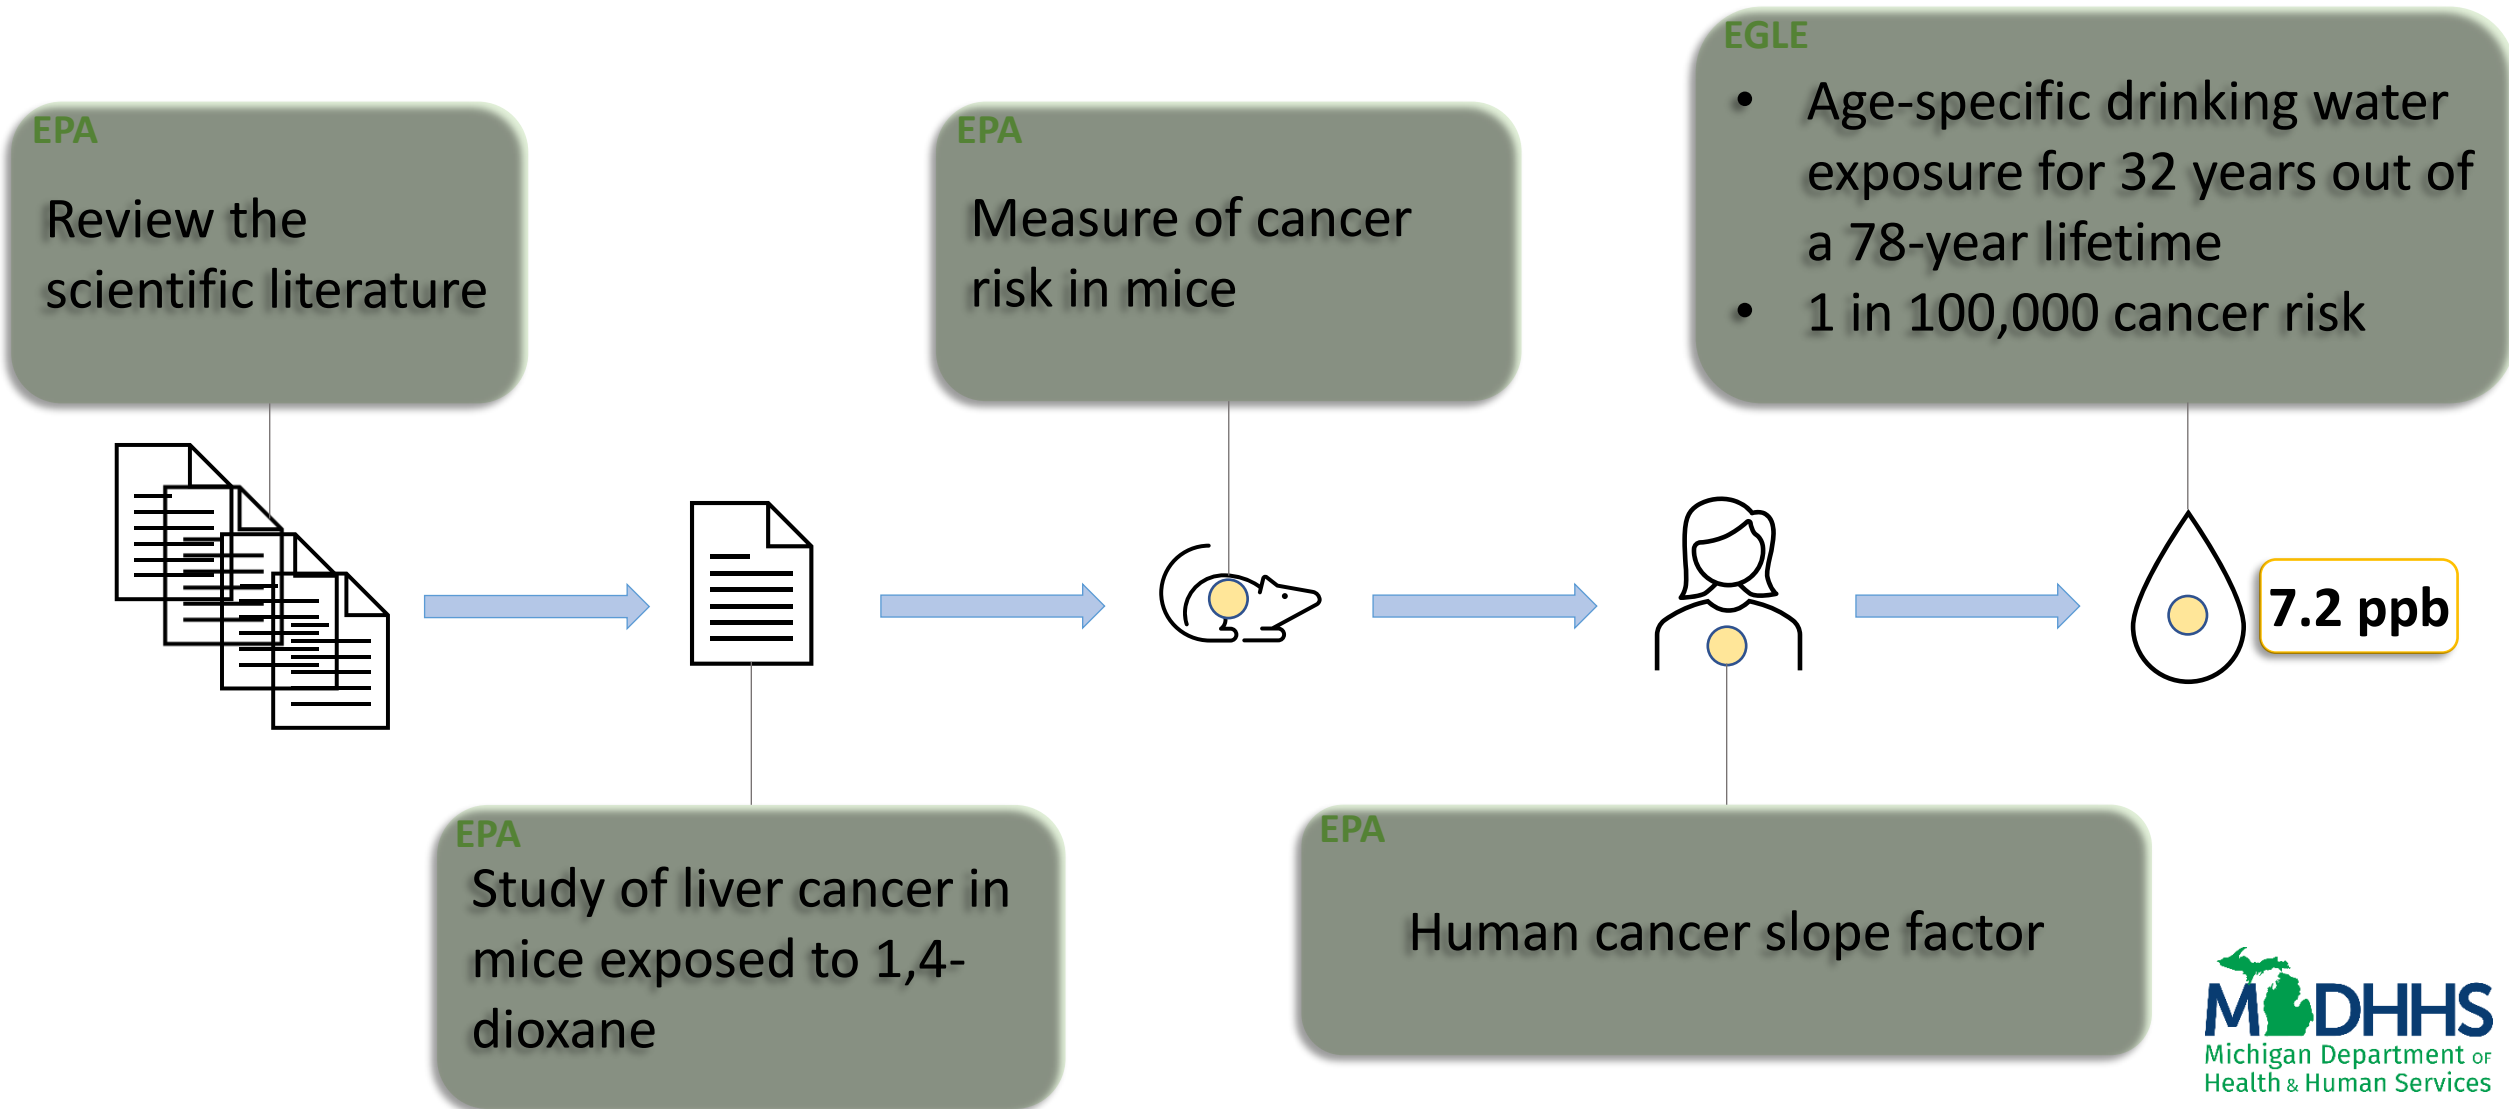 EPA
Review the
scientific literature
EPA
Study of liver cancer in
mice exposed to 1,4-
dioxane
EPA
Measure of cancer
risk in mice
EPA
Human cancer slope factor
EGLE
• Age-specific drinking water
exposure for 32 years out of
a 78-year lifetime
• 1 in 100,000 cancer risk
7.2 ppb
MDHHS
Michigan Department OF
Health & Human Services